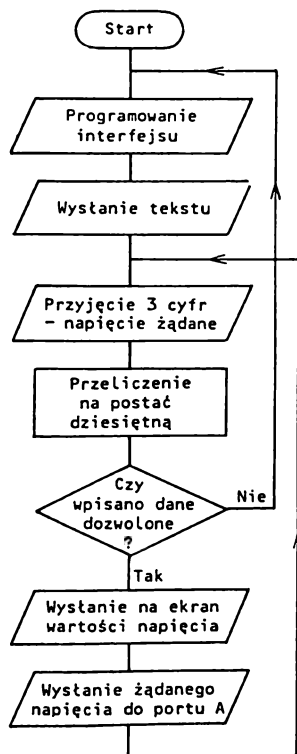 Start
Programowanie
interfejsu
Wysłanie tekstu
Przyjęcie 3 cyfr
– napięcie żądane
Przeliczenie
na postać
dziesiętną
Czy
wpisano dane
dozwolone
?
Nie
Tak
Wysłanie na ekran
wartości napięcia
Wysłanie żądanego
napięcia do portu A